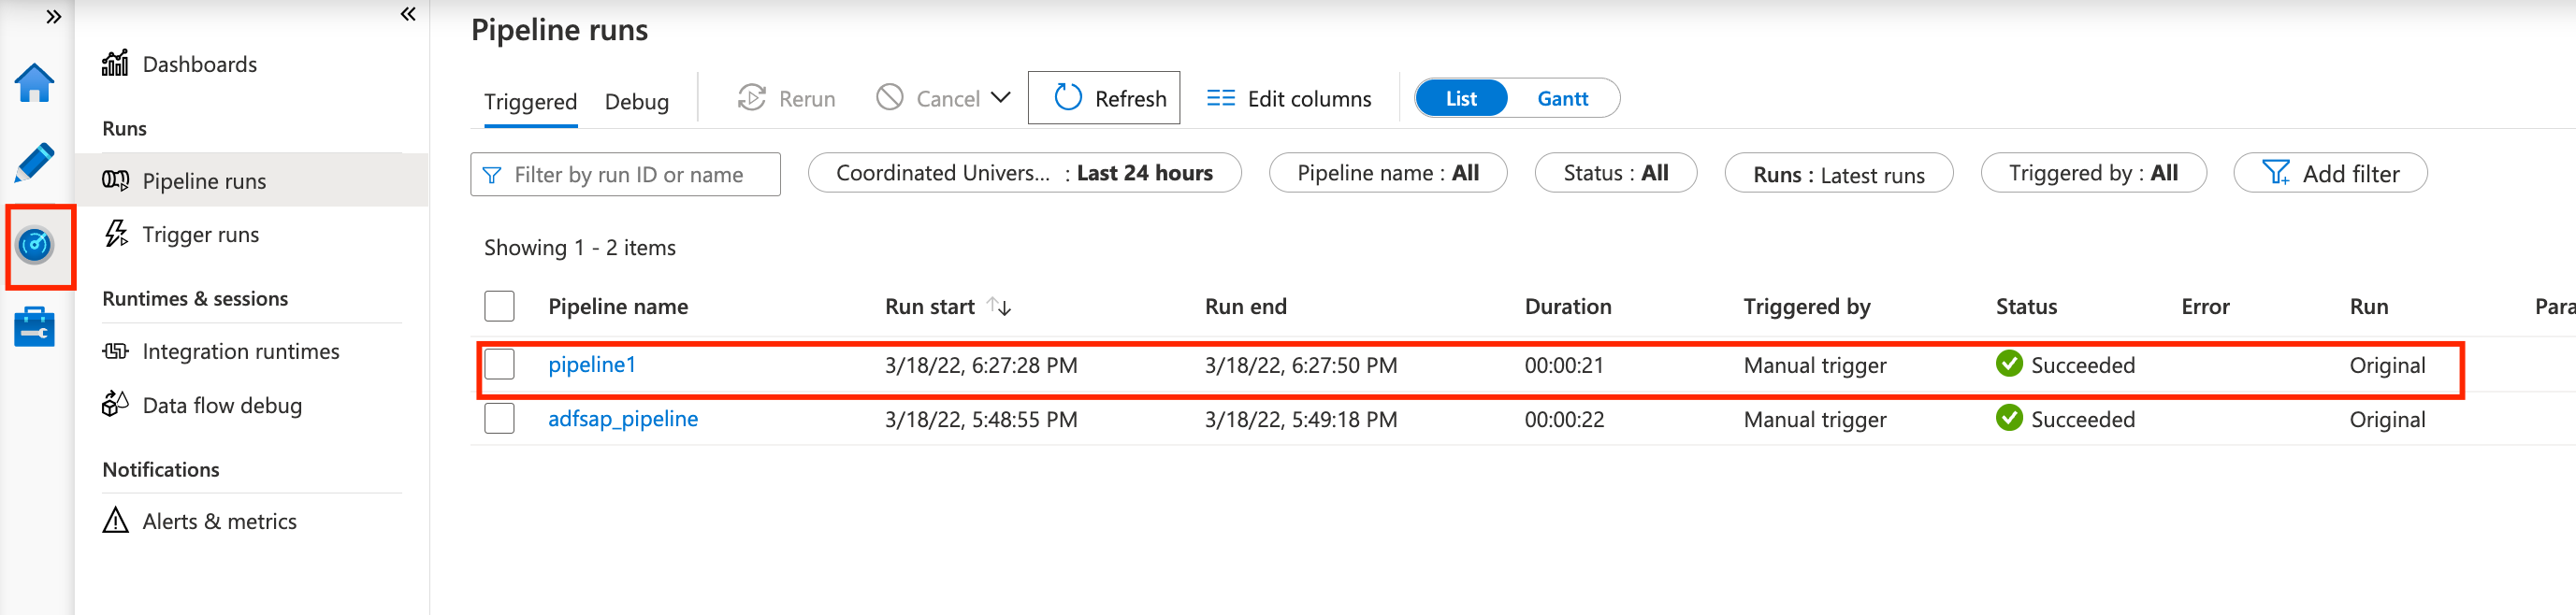 Pipeline runs
Dashboards
Triggered Debug Rerun Cancel Refresh Edit columns List Gantt
Runs
Pipeline runs
Filter by run ID or name Coordinated Univers... : Last 24 hours Pipeline name : All Status : All Runs : Latest runs Triggered by : All Add filter
Trigger runs
Showing 1 - 2 items
Runtimes & sessions
Pipeline name Run start Run end Duration Triggered by Status Error Run Para
Integration runtimes
pipeline1 3/18/22, 6:27:28 PM 3/18/22, 6:27:50 PM 00:00:21 Manual trigger Succeeded Original
Data flow debug
adfsap_pipeline 3/18/22, 5:48:55 PM 3/18/22, 5:49:18 PM 00:00:22 Manual trigger Succeeded Original
Notifications
Alerts & metrics